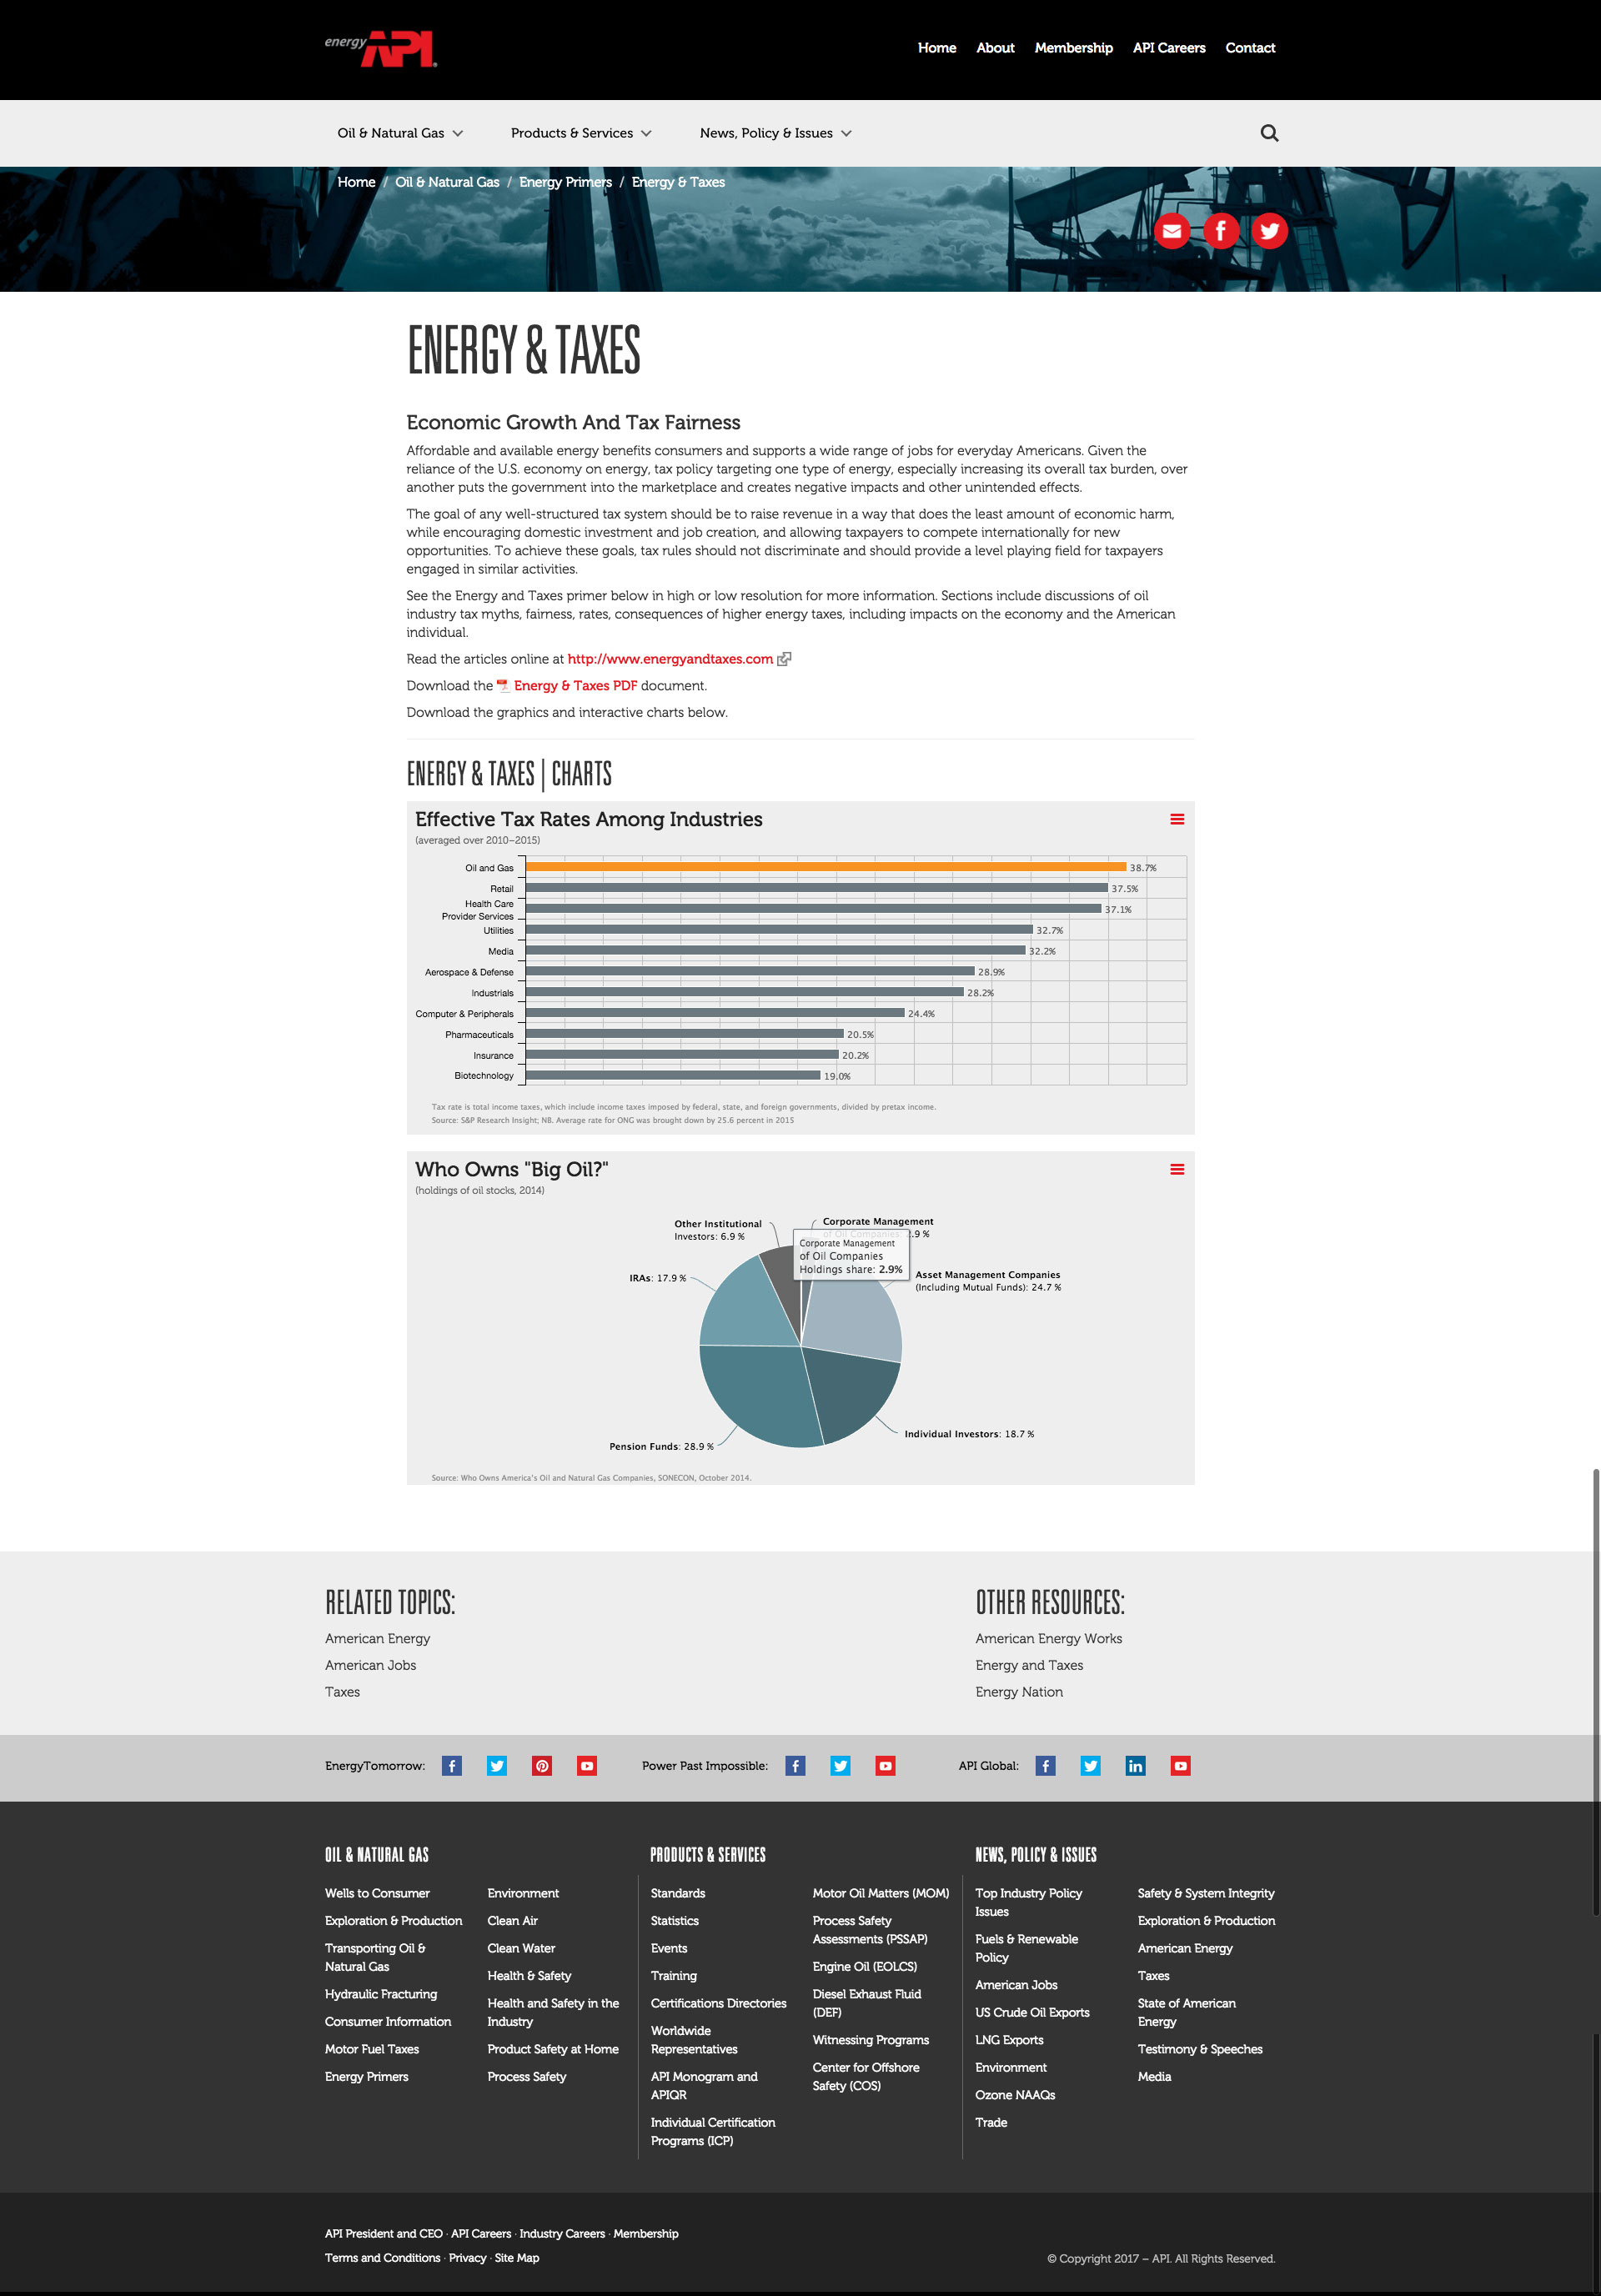 energy API
Home About Membership API Careers Contact
Oil & Natural Gas Products & Services News, Policy & Issues
Home / Oil & Natural Gas / Energy Primers / Energy & Taxes
ENERGY & TAXES
Economic Growth And Tax Fairness
Affordable and available energy benefits consumers and supports a wide range of jobs for everyday Americans. Given the
reliance of the U.S. economy on energy, tax policy targeting one type of energy, especially increasing its overall tax burden, over
another puts the government into the marketplace and creates negative impacts and other unintended effects.
The goal of any well-structured tax system should be to raise revenue in a way that does the least amount of economic harm,
while encouraging domestic investment and job creation, and allowing taxpayers to compete internationally for new
opportunities. To achieve these goals, tax rules should not discriminate and should provide a level playing field for taxpayers
engaged in similar activities.
See the Energy and Taxes primer below in high or low resolution for more information. Sections include discussions of oil
industry tax myths, fairness, rates, consequences of higher energy taxes, including impacts on the economy and the American
individual.
Read the articles online at http://www.energyandtaxes.com
Download the Energy & Taxes PDF document.
Download the graphics and interactive charts below.
ENERGY & TAXES | CHARTS
Effective Tax Rates Among Industries
(averaged over 2010–2015)
Oil and Gas 38.7%
Retail 37.5%
Health Care
Provider Services 37.1%
Utilities 32.7%
Media 32.2%
Aerospace & Defense 28.9%
Industrials 28.2%
Computer & Peripherals 24.4%
Pharmaceuticals 20.5%
Insurance 20.2%
Biotechnology 19.0%
Tax rate is total income taxes, which include income taxes imposed by federal, state, and foreign governments, divided by pretax income.
Source: S&P Research Insight; NB. Average rate for ONG was brought down by 25.6 percent in 2015
Who Owns "Big Oil?"
(holdings of oil stocks, 2014)
Corporate Management
of Oil Companies: 2.9 %
Other Institutional
Investors: 6.9 %
Corporate Management
of Oil Companies
Holdings share: 2.9%
IRAs: 17.9 %
Asset Management Companies
(Including Mutual Funds): 24.7 %
Individual Investors: 18.7 %
Pension Funds: 28.9 %
Source: Who Owns America's Oil and Natural Gas Companies, SONECON, October 2014.
RELATED TOPICS:
American Energy
American Jobs
Taxes
OTHER RESOURCES:
American Energy Works
Energy and Taxes
Energy Nation
EnergyTomorrow: Power Past Impossible: API Global:
OIL & NATURAL GAS
Wells to Consumer
Exploration & Production
Transporting Oil &
Natural Gas
Hydraulic Fracturing
Consumer Information
Motor Fuel Taxes
Energy Primers
Environment
Clean Air
Clean Water
Health & Safety
Health and Safety in the
Industry
Product Safety at Home
Process Safety
PRODUCTS & SERVICES
Standards
Statistics
Events
Training
Certifications Directories
Worldwide
Representatives
API Monogram and
APIQR
Individual Certification
Programs (ICP)
Motor Oil Matters (MOM)
Process Safety
Assessments (PSSAP)
Engine Oil (EOLCS)
Diesel Exhaust Fluid
(DEF)
Witnessing Programs
Center for Offshore
Safety (COS)
NEWS, POLICY & ISSUES
Top Industry Policy
Issues
Fuels & Renewable
Policy
American Jobs
US Crude Oil Exports
LNG Exports
Environment
Ozone NAAQs
Trade
Safety & System Integrity
Exploration & Production
American Energy
Taxes
State of American
Energy
Testimony & Speeches
Media
API President and CEO · API Careers · Industry Careers · Membership
Terms and Conditions · Privacy · Site Map
© Copyright 2017 – API. All Rights Reserved.